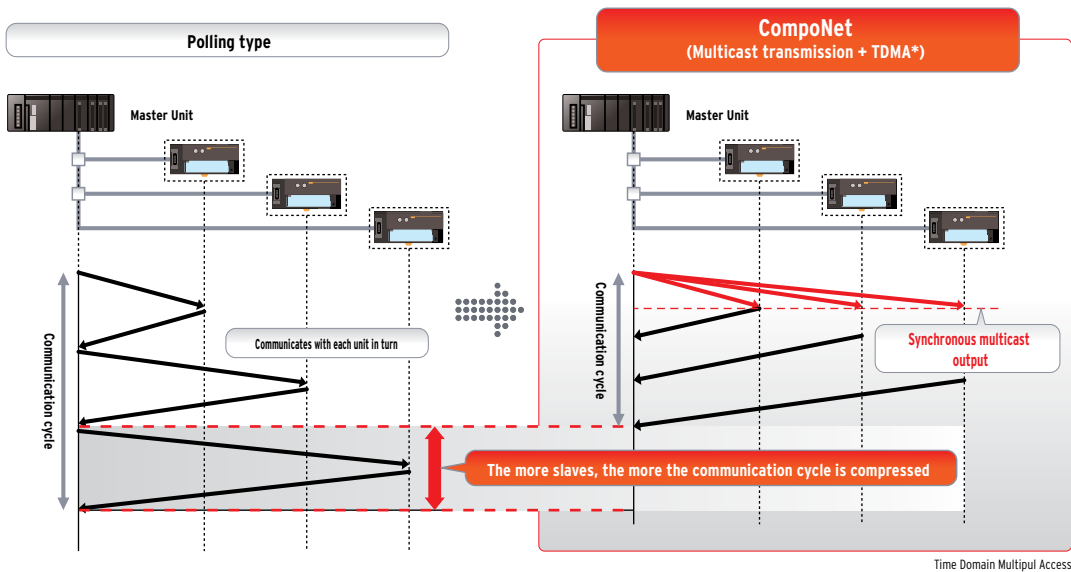 Polling type
Master Unit
Communication cycle
Communicates with each unit in turn
CompoNet
(Multicast transmission + TDMA*)
Master Unit
Communication cycle
Synchronous multicast
output
The more slaves, the more the communication cycle is compressed
Time Domain Multipul Access